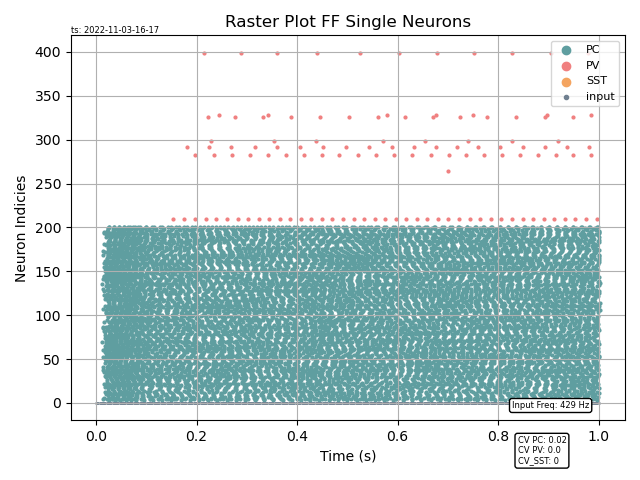 Raster Plot FF Single Neurons
ts: 2022-11-03-16-17
PC
PV
SST
input
Neuron Indicies
400
350
300
250
200
150
100
50
0
Input Freq: 429 Hz
0.0 0.2 0.4 0.6 0.8 1.0
Time (s)
CV PC: 0.02
CV PV: 0.0
CV_SST: 0